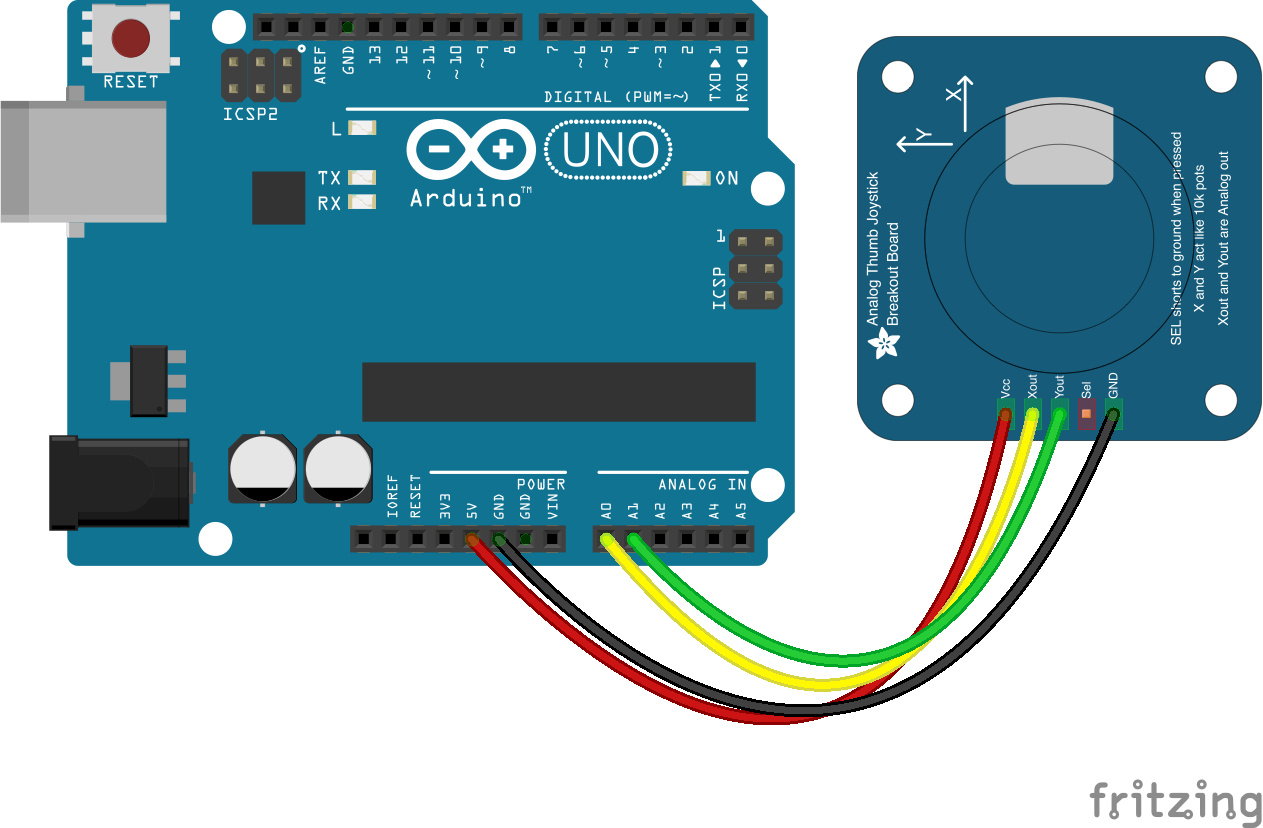 RESET
ICSP2
AREF
GND
13
12
~11
~10
~9
8
7
~6
~5
4
~3
2
TX0▶1
RX0◀0
DIGITAL (PWM=~)
L
TX
RX
Arduino™
UNO
ON
1
ICSP
IOREF
RESET
3V3
5V
GND
GND
VIN
POWER
A0
A1
A2
A3
A4
A5
ANALOG IN
X
Y
Analog Thumb Joystick
Breakout Board
SEL shorts to ground when pressed
X and Y act like 10k pots
Xout and Yout are Analog out
Vcc
Xout
Yout
Sel
GND
fritzing